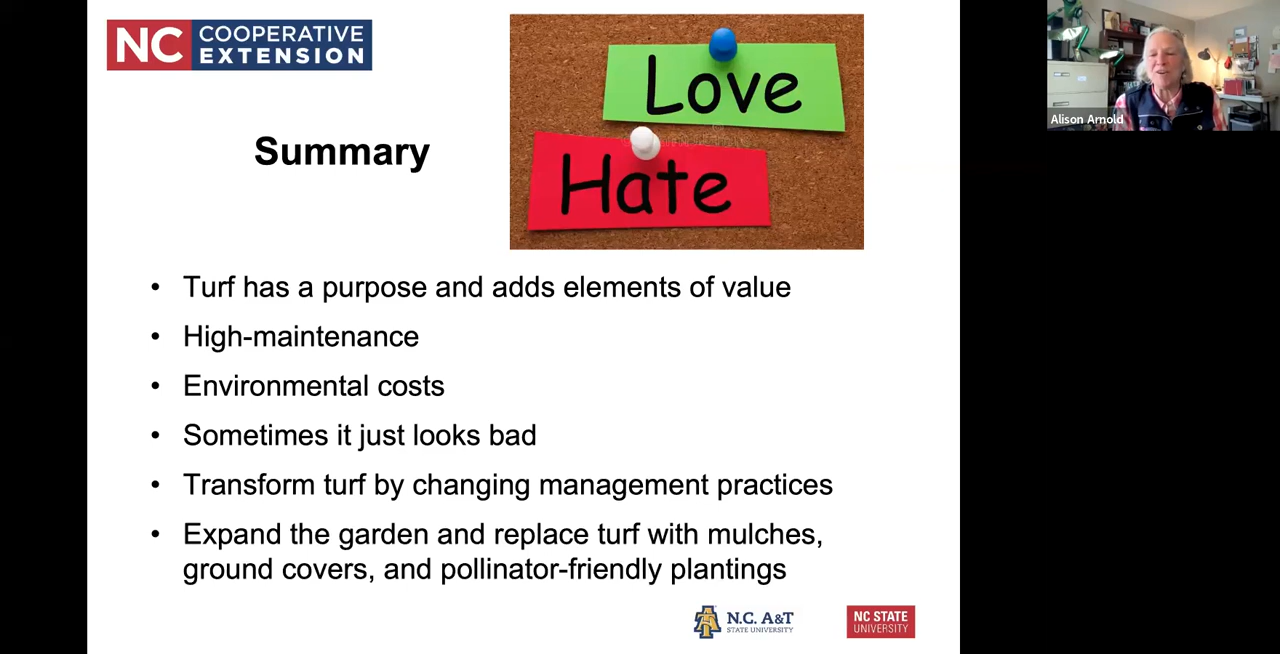 NC COOPERATIVE
EXTENSION
Love
Hate
Alison Arnold
Summary
• Turf has a purpose and adds elements of value
• High-maintenance
• Environmental costs
• Sometimes it just looks bad
• Transform turf by changing management practices
• Expand the garden and replace turf with mulches,
ground covers, and pollinator-friendly plantings
N.C. A&T
STATE UNIVERSITY
NC STATE
UNIVERSITY